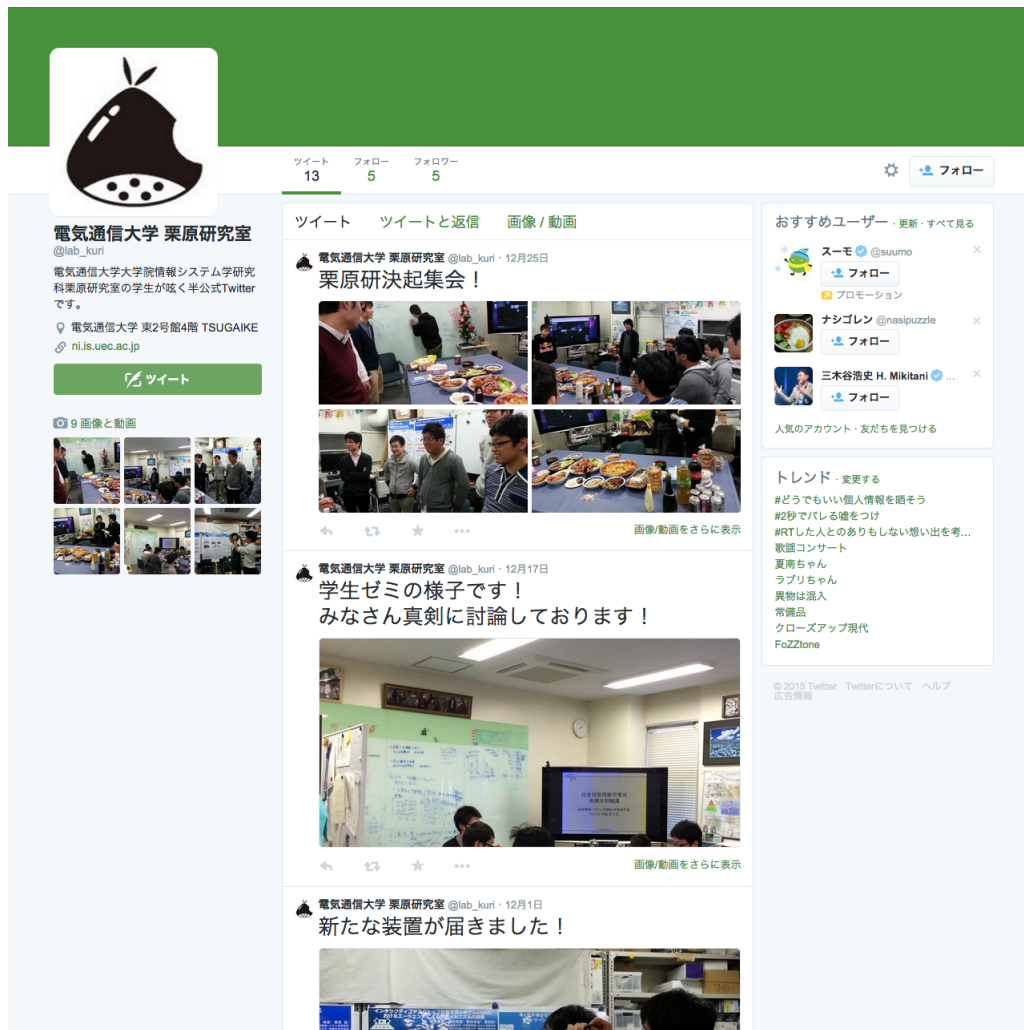 ツイート
13
フォロー
5
フォロワー
5
フォロー
電気通信大学 栗原研究室
@lab_kuri
電気通信大学大学院情報システム学研究
科栗原研究室の学生が呟く半公式Twitter
です。
電気通信大学 東2号館4階 TSUGAIKE
ni.is.uec.ac.jp
ツイート
9 画像と動画
ツイート ツイートと返信 画像 / 動画
電気通信大学 栗原研究室 @lab_kuri · 12月25日
栗原研決起集会！
画像/動画をさらに表示
電気通信大学 栗原研究室 @lab_kuri · 12月17日
学生ゼミの様子です！
みなさん真剣に討論しております！
画像/動画をさらに表示
電気通信大学 栗原研究室 @lab_kuri · 12月1日
新たな装置が届きました！
おすすめユーザー · 更新 · すべて見る
スーモ @suumo
フォロー
プロモーション
ナシゴレン @nasipuzzle
フォロー
三木谷浩史 H. Mikitani ...
フォロー
人気のアカウント · 友だちを見つける
トレンド · 変更する
#どうでもいい個人情報を晒そう
#2秒でバレる嘘をつけ
#RTした人とのありもしない想い出を考…
歌謡コンサート
夏南ちゃん
ラブリちゃん
異物は混入
常備品
クローズアップ現代
FoZZtone
© 2015 Twitter Twitterについて ヘルプ
広告情報